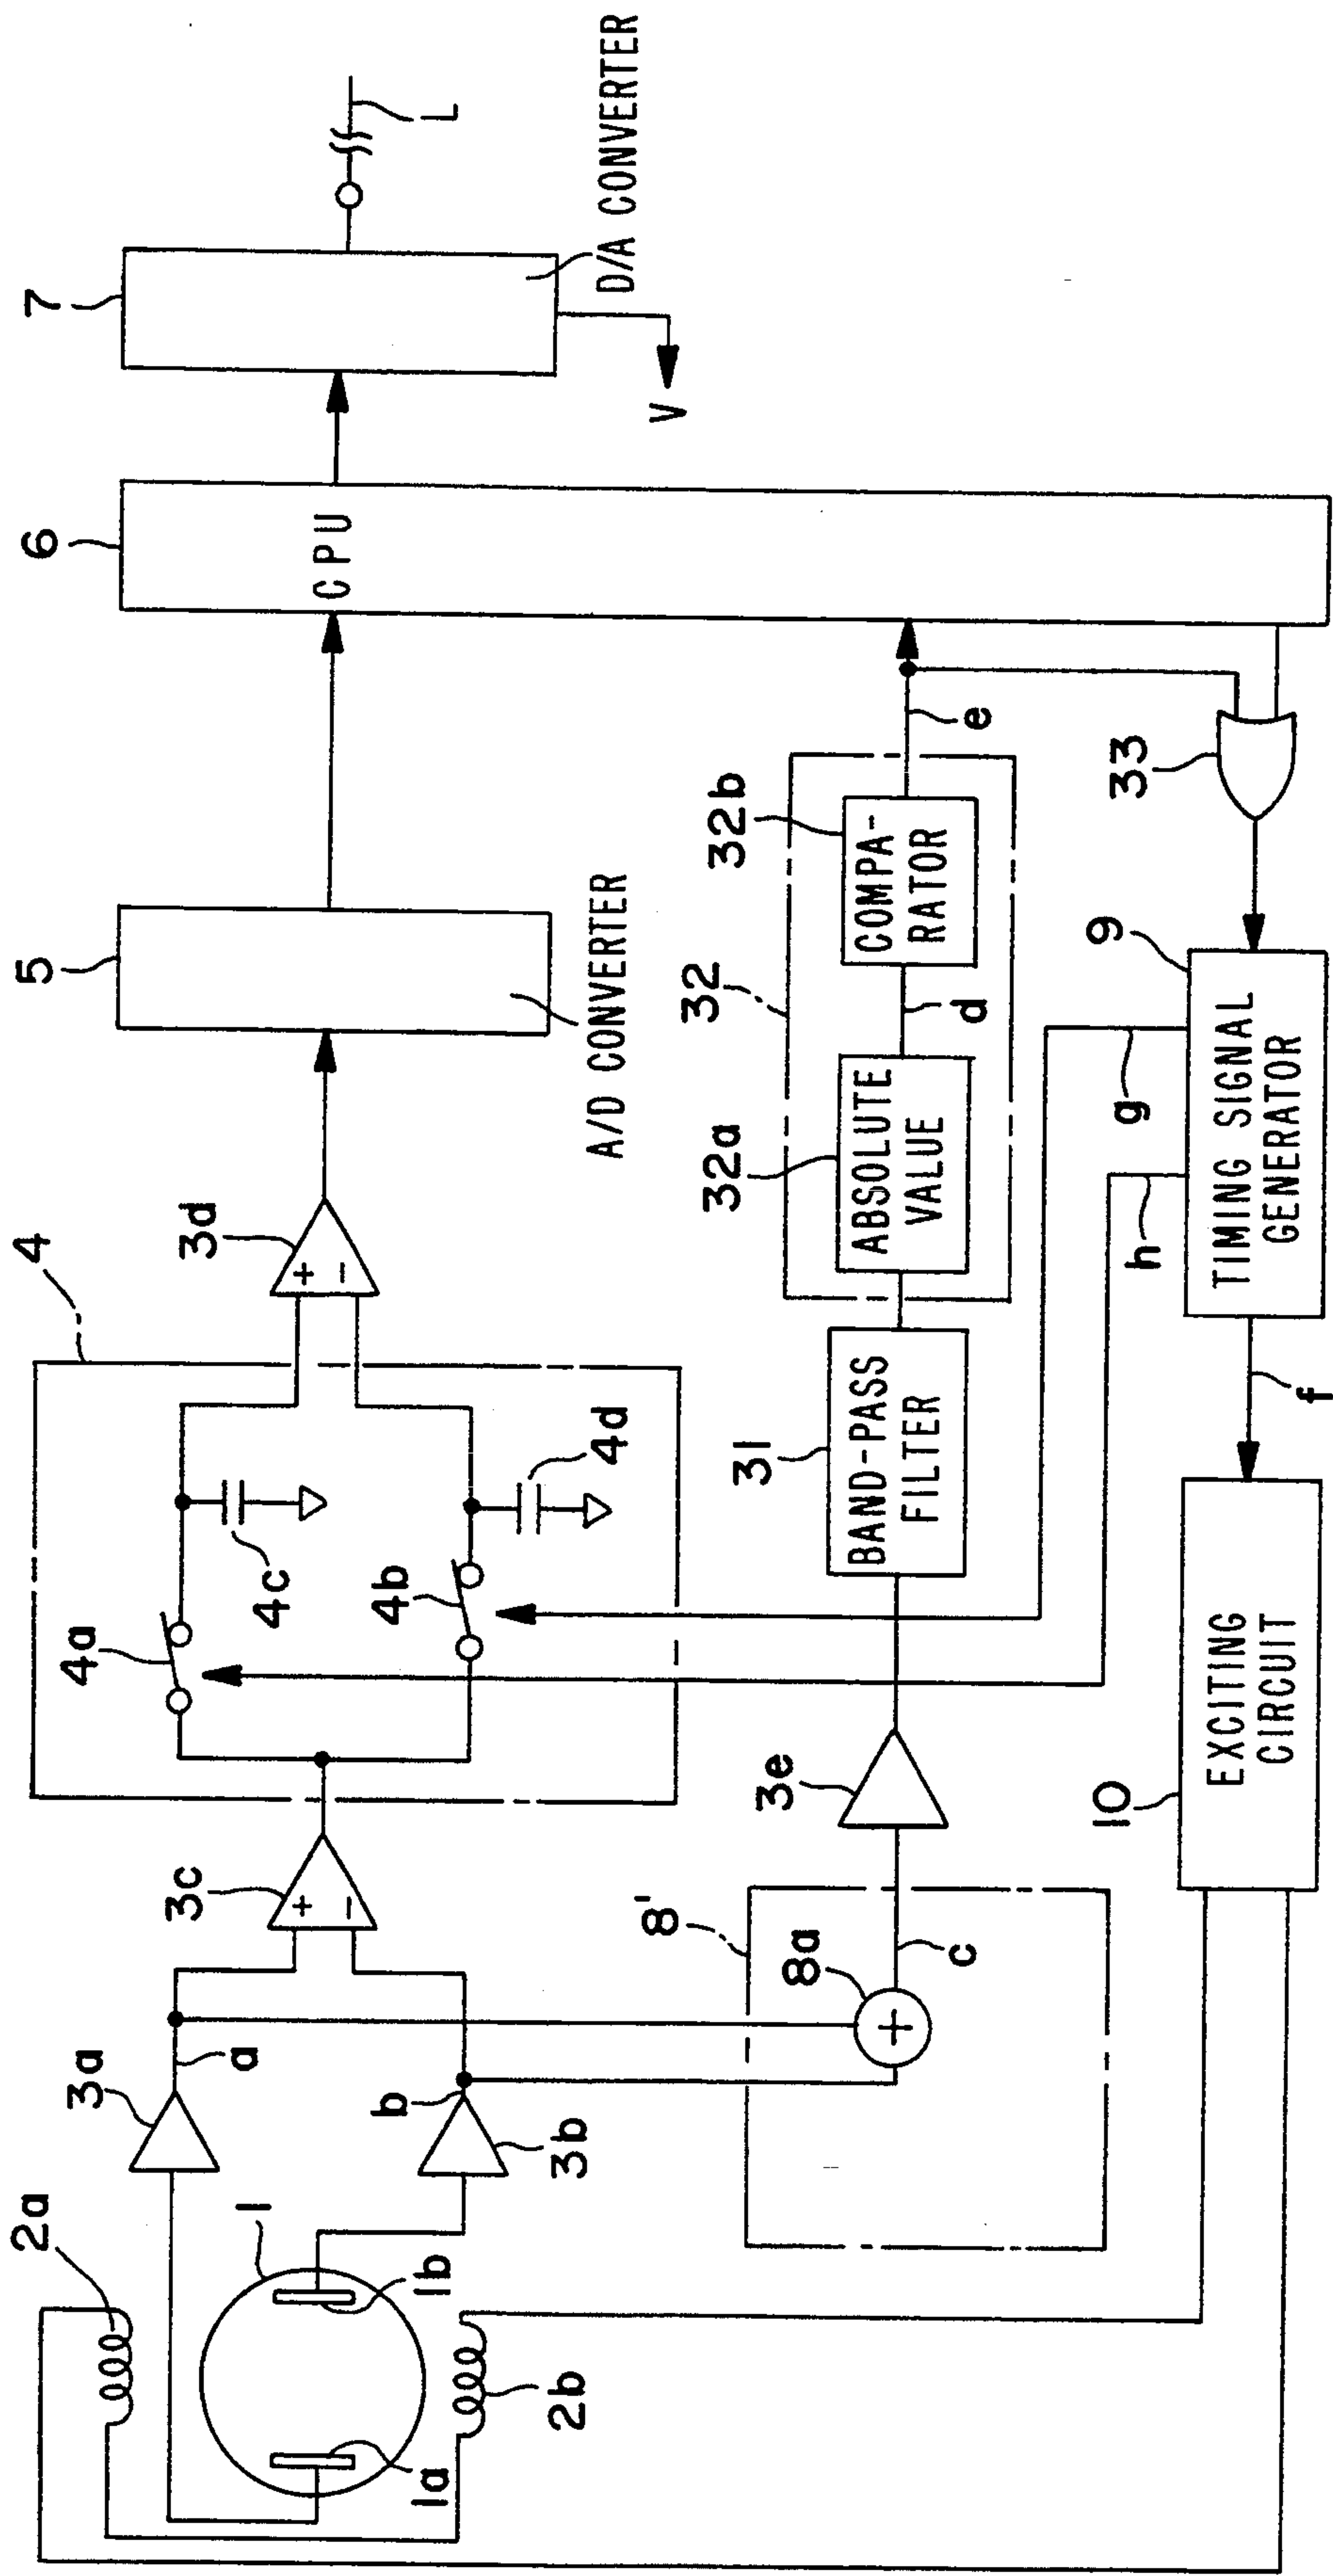 2a
1
1a
1b
2b
3a
a
b
3b
3c
+
−
4
4a
4b
4c
4d
3d
+
−
5
A/D CONVERTER
6
CPU
7
D/A CONVERTER
L
V
8'
8a
+
c
3e
31
BAND-PASS
FILTER
32
32a
ABSOLUTE
VALUE
d
32b
COMPA-
RATOR
e
33
9
TIMING SIGNAL
GENERATOR
g
h
f
10
EXCITING
CIRCUIT